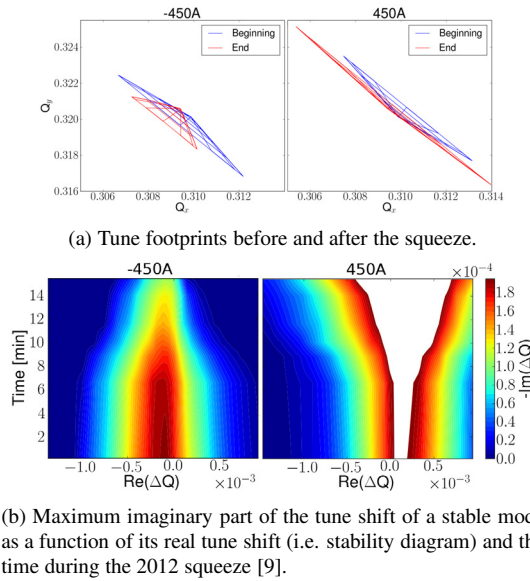 -450A
450A
Beginning
End
Beginning
End
0.324
0.322
0.320
0.318
0.316
Q_y
0.306 0.308 0.310 0.312
0.306 0.308 0.310 0.312 0.314
Q_x
Q_x
(a) Tune footprints before and after the squeeze.
-450A
450A
×10⁻⁴
14
12
10
8
6
4
2
Time [min]
-1.0 -0.5 0.0 0.5
-1.0 -0.5 0.0 0.5
Re(ΔQ)
×10⁻³
Re(ΔQ)
×10⁻³
1.8
1.6
1.4
1.2
1.0
0.8
0.6
0.4
0.2
0.0
-Im(ΔQ)
(b) Maximum imaginary part of the tune shift of a stable mod
as a function of its real tune shift (i.e. stability diagram) and th
time during the 2012 squeeze [9].